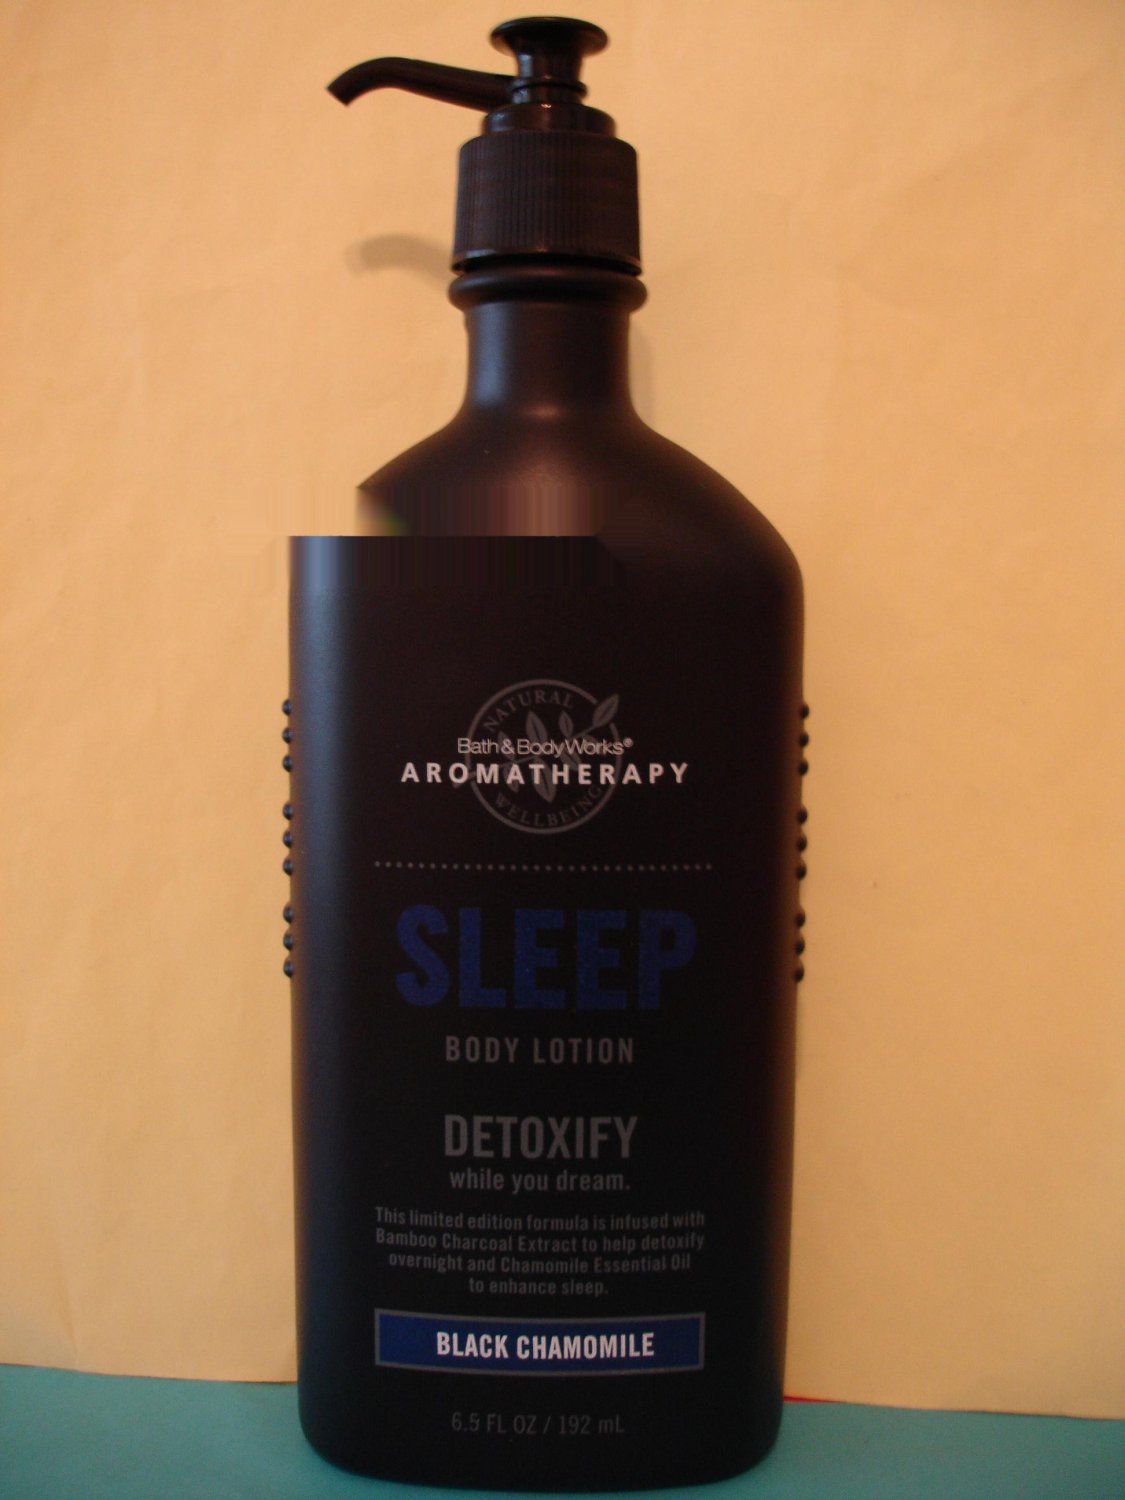 NATURAL
Bath & Body Works®
AROMATHERAPY
WELLBEING
SLEEP
BODY LOTION
DETOXIFY
while you dream.
This limited edition formula is infused with
Bamboo Charcoal Extract to help detoxify
overnight and Chamomile Essential Oil
to enhance sleep.
BLACK CHAMOMILE
6.5 FL OZ / 192 mL